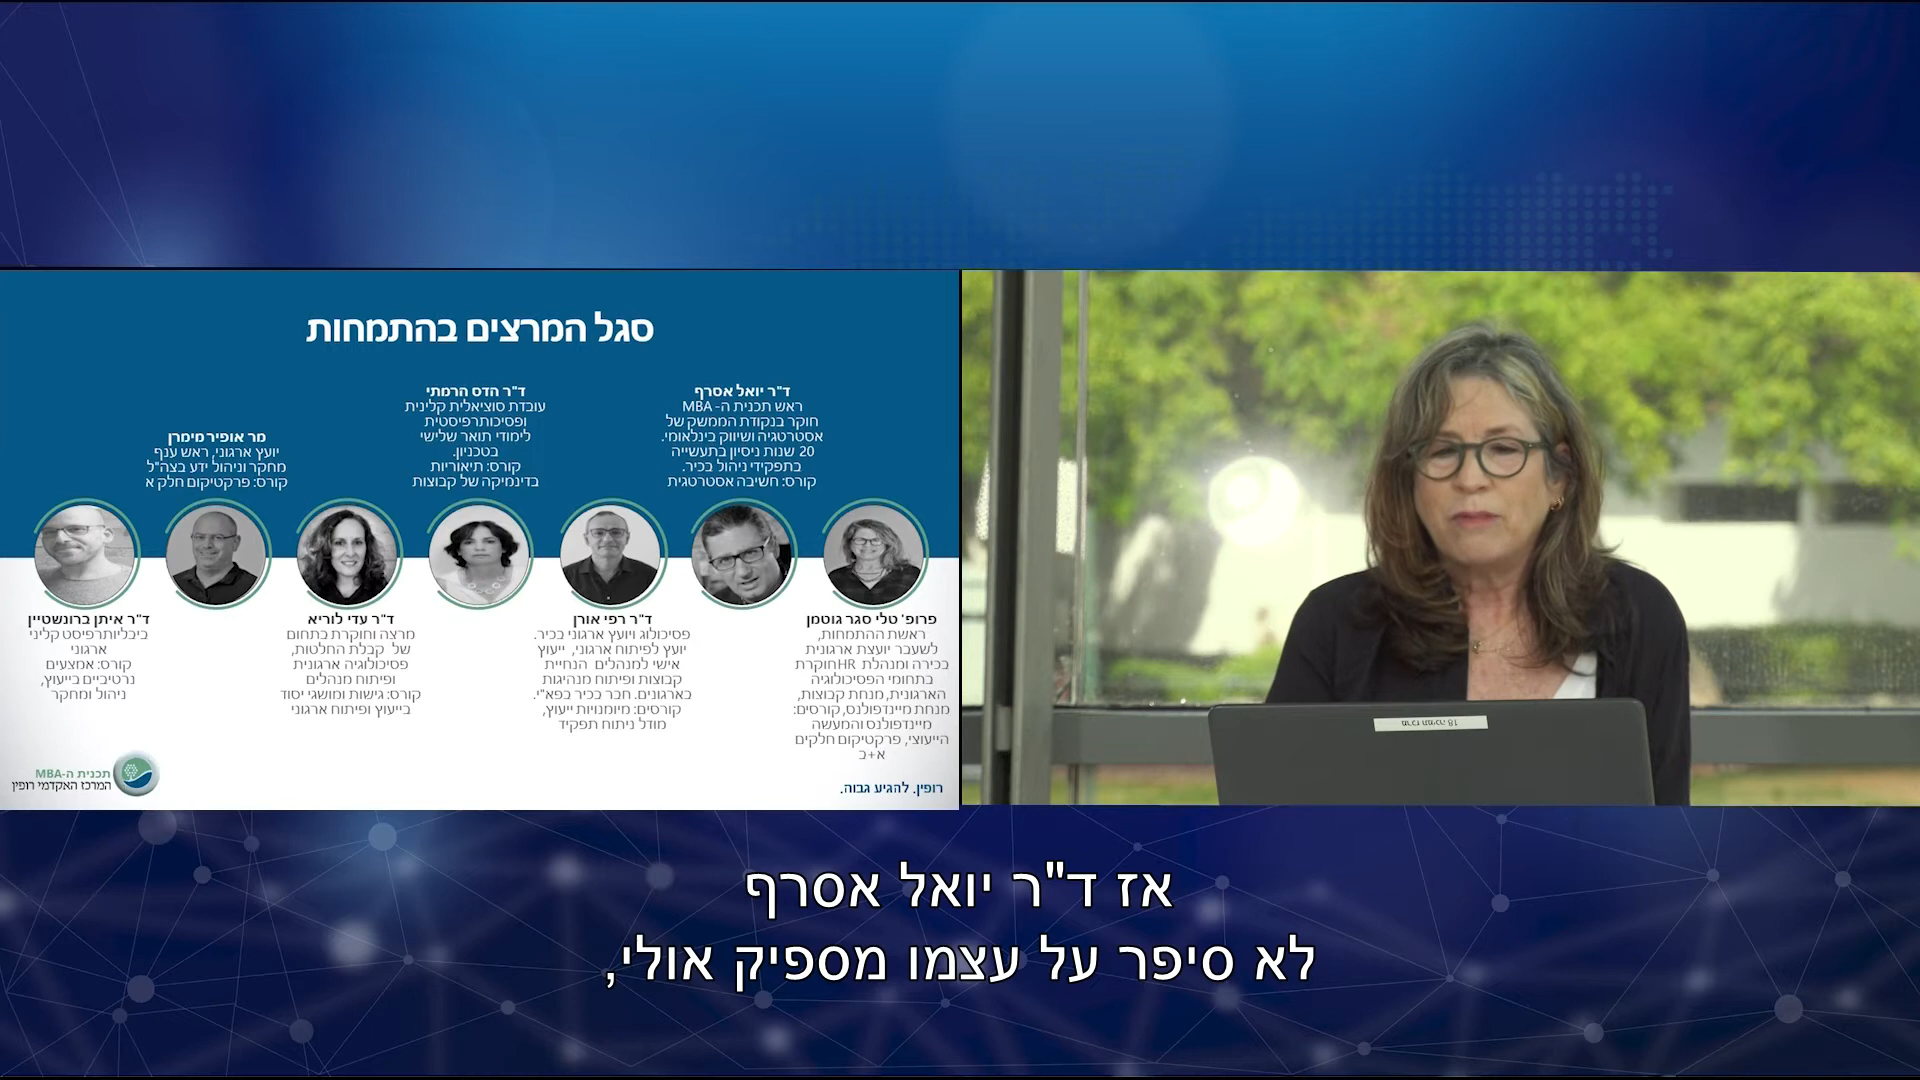 סגל המרצים בהתמחות
ד"ר יואל אסרף
ראש תכנית ה- MBA
חוקר בנקודת הממשק של
אסטרטגיה ושיווק בינלאומי.
20 שנות ניסיון בתעשייה
בתפקידי ניהול בכיר.
קורס: חשיבה אסטרטגית
ד"ר הדס הרמתי
עובדת סוציאלית קלינית
ופסיכותרפיסטית
לימודי תואר שלישי
בטכניון.
קורס: תיאוריות
בדינמיקה של קבוצות
מר אופיר מימרן
יועץ ארגוני, ראש ענף
מחקר וניהול ידע בצה"ל
קורס: פרקטיקום חלק א
פרופ' טלי סגר גוטמן
ראשת ההתמחות,
לשעבר יועצת ארגונית
בכירה ומנהלת HRחוקרת
בתחומי הפסיכולוגיה
הארגונית, מנחת קבוצות,
מנחת מיינדפולנס, קורסים:
מיינדפולנס והמעשה
הייעוצי, פרקטיקום חלקים
א+ב
ד"ר רפי אורן
פסיכולוג ויועץ ארגוני בכיר.
יועץ לפיתוח ארגוני, ייעוץ
אישי למנהלים הנחיית
קבוצות ופיתוח מנהיגות
בארגונים. חבר בכיר בפא"י.
קורסים: מיומנויות ייעוץ,
מודל ניתוח תפקיד
ד"ר עדי לוריא
מרצה וחוקרת בתחום
של קבלת החלטות,
פסיכולוגיה ארגונית
ופיתוח מנהלים
קורס: גישות ומושגי יסוד
בייעוץ ופיתוח ארגוני
ד"ר איתן ברונשטיין
ביבליותרפיסט קליני
ארגוני
קורס: אמצעים
נרטיביים בייעוץ,
ניהול ומחקר
רופין. להגיע גבוה.
תכנית ה-MBA
המרכז האקדמי רופין
אז ד"ר יואל אסרף
לא סיפר על עצמו מספיק אולי,